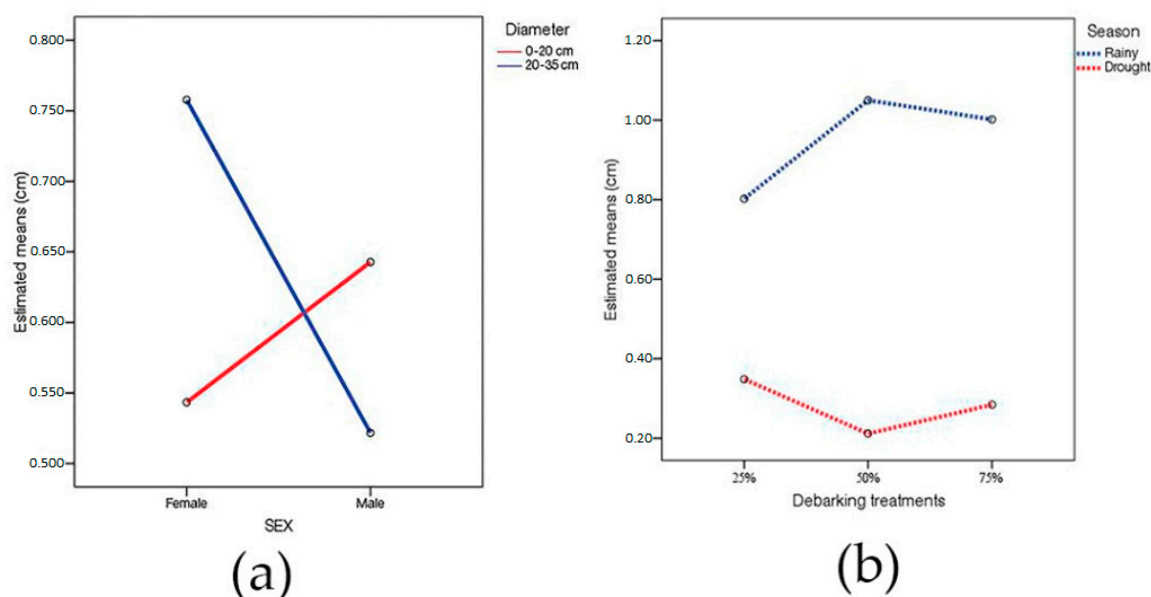 Diameter
0-20 cm
20-35 cm
0.800
0.750
0.700
0.650
0.600
0.550
0.500
Estimated means (cm)
Female
Male
SEX
(a)
Season
Rainy
Drought
1.20
1.00
0.80
0.60
0.40
0.20
Estimated means (cm)
25%
50%
75%
Debarking treatments
(b)